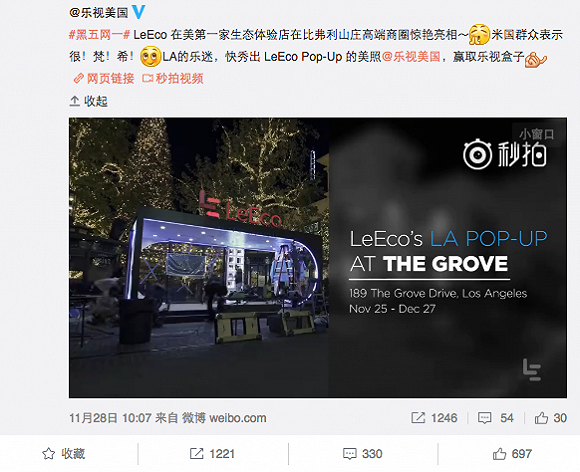 @乐视美国
#黑五网一# LeEco 在美第一家生态体验店在比弗利山庄高端商圈惊艳亮相~米国群众表示
很！梵！希！LA的乐迷，快秀出 LeEco Pop-Up 的美照@乐视美国，赢取乐视盒子
网页链接 秒拍视频
收起
小窗口
秒拍
LeEco
LeEco's LA POP-UP
AT THE GROVE
189 The Grove Drive, Los Angeles
Nov 25 - Dec 27
11月28日 10:07 来自 微博 weibo.com 1246 54 30
收藏 1221 330 697